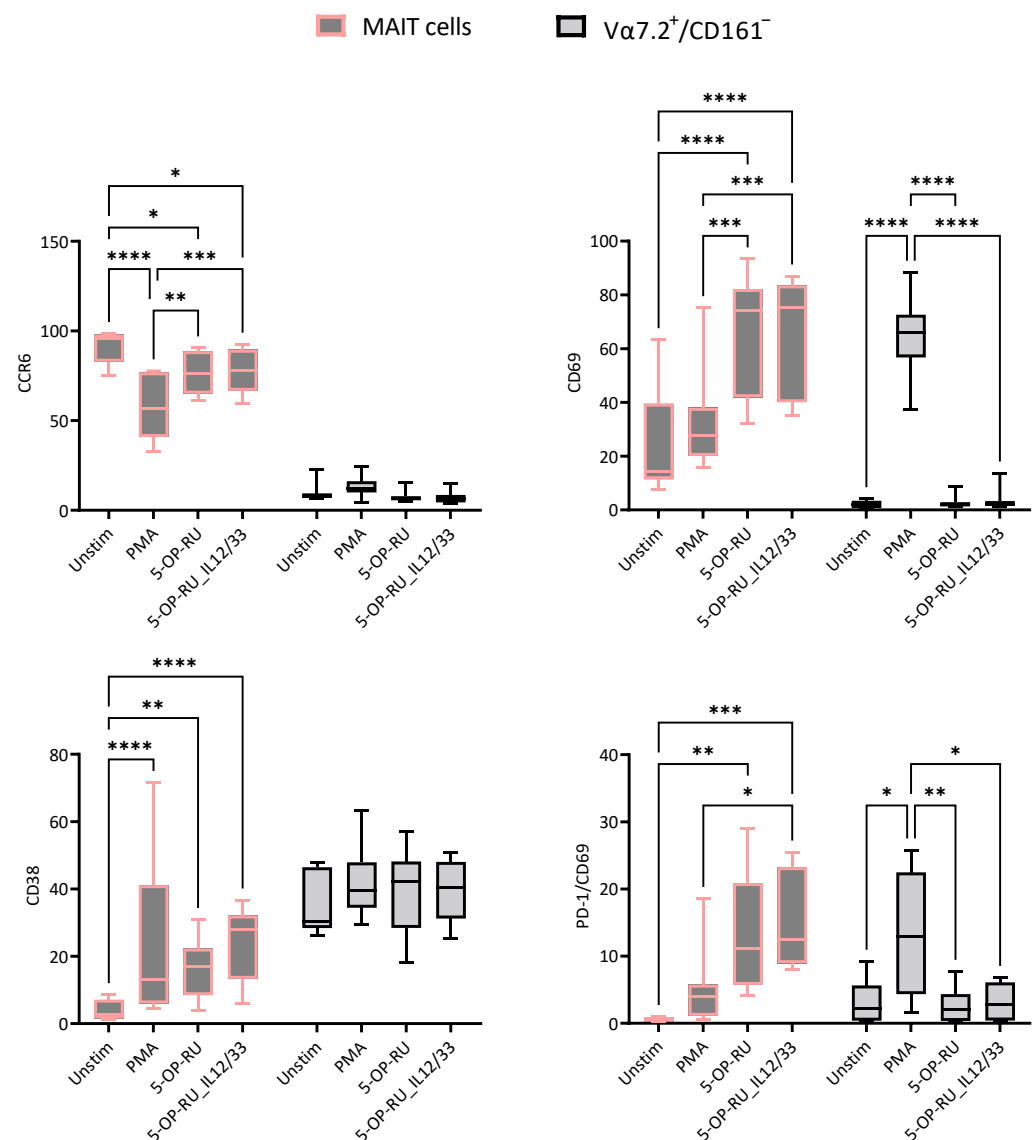 MAIT cells
Vα7.2⁺/CD161⁻
*
*
**** ***
**
150
100
50
0
CCR6
Unstim
PMA
5-OP-RU
5-OP-RU_IL12/33
Unstim
PMA
5-OP-RU
5-OP-RU_IL12/33
****
****
***
***
****
**** ****
100
80
60
40
20
0
CD69
Unstim
PMA
5-OP-RU
5-OP-RU_IL12/33
Unstim
PMA
5-OP-RU
5-OP-RU_IL12/33
****
**
****
80
60
40
20
0
CD38
Unstim
PMA
5-OP-RU
5-OP-RU_IL12/33
Unstim
PMA
5-OP-RU
5-OP-RU_IL12/33
***
**
*
*
* **
40
30
20
10
0
PD-1/CD69
Unstim
PMA
5-OP-RU
5-OP-RU_IL12/33
Unstim
PMA
5-OP-RU
5-OP-RU_IL12/33